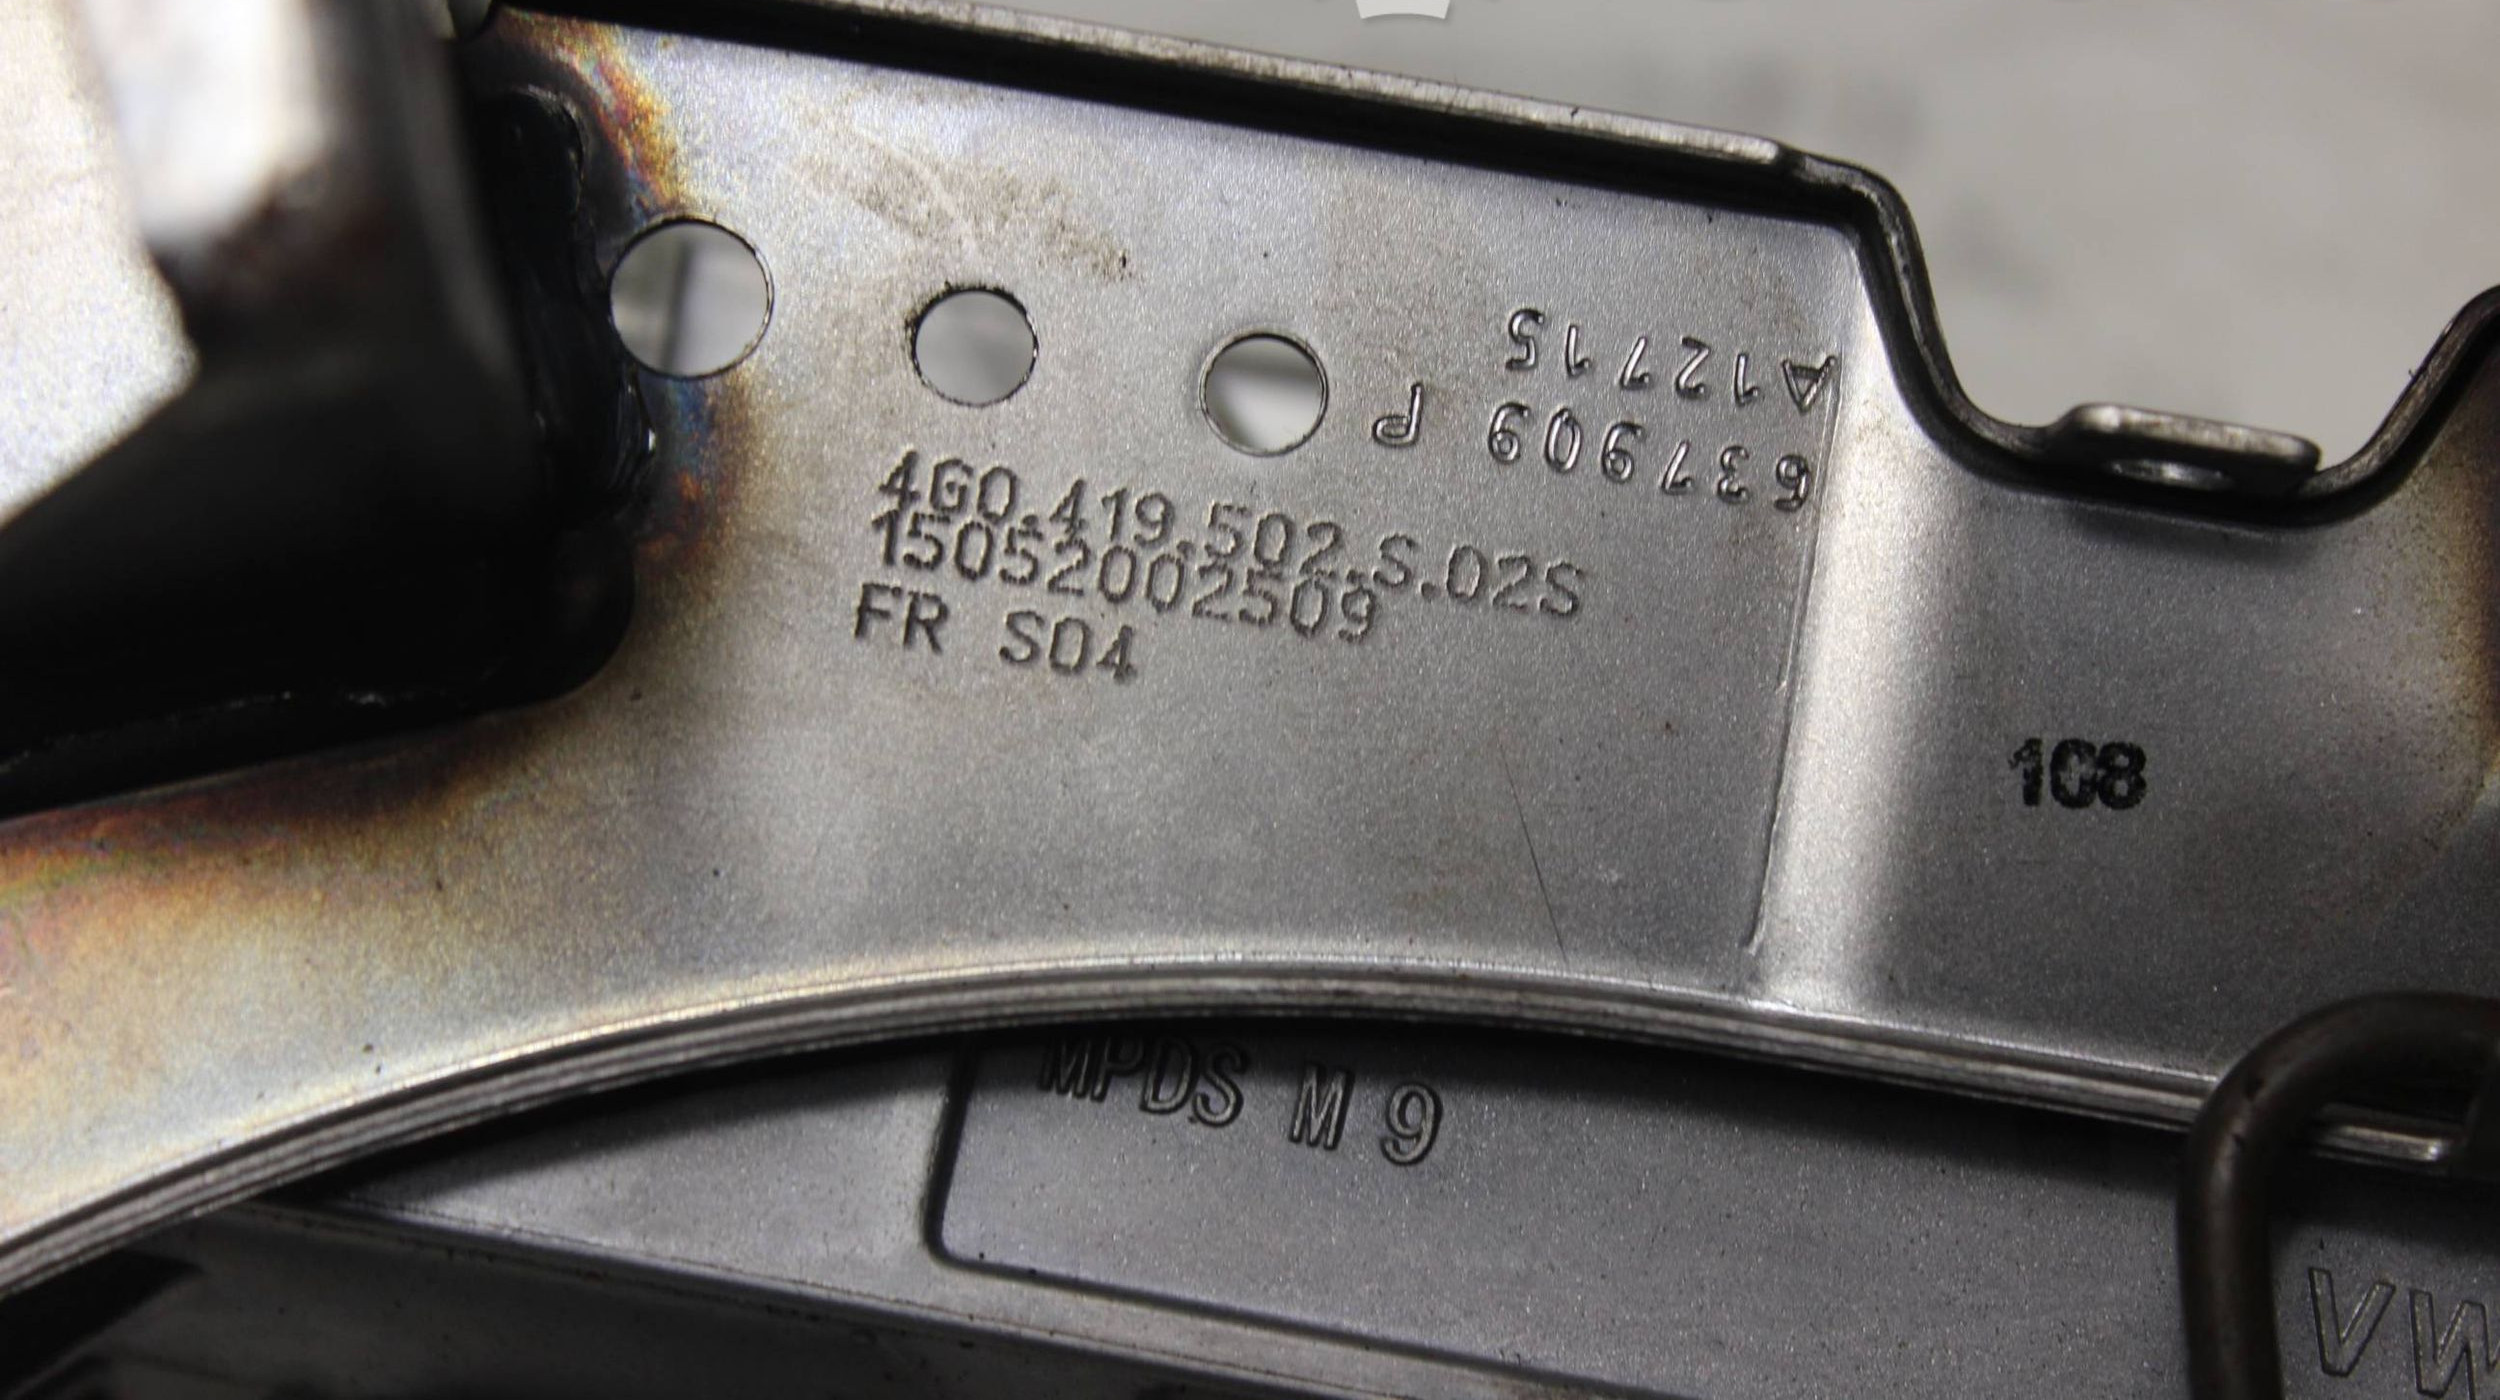 637909 P
A12715
4G0.419.502.S.02S
15052002509
FR S04
108
MPDS M 9
VW